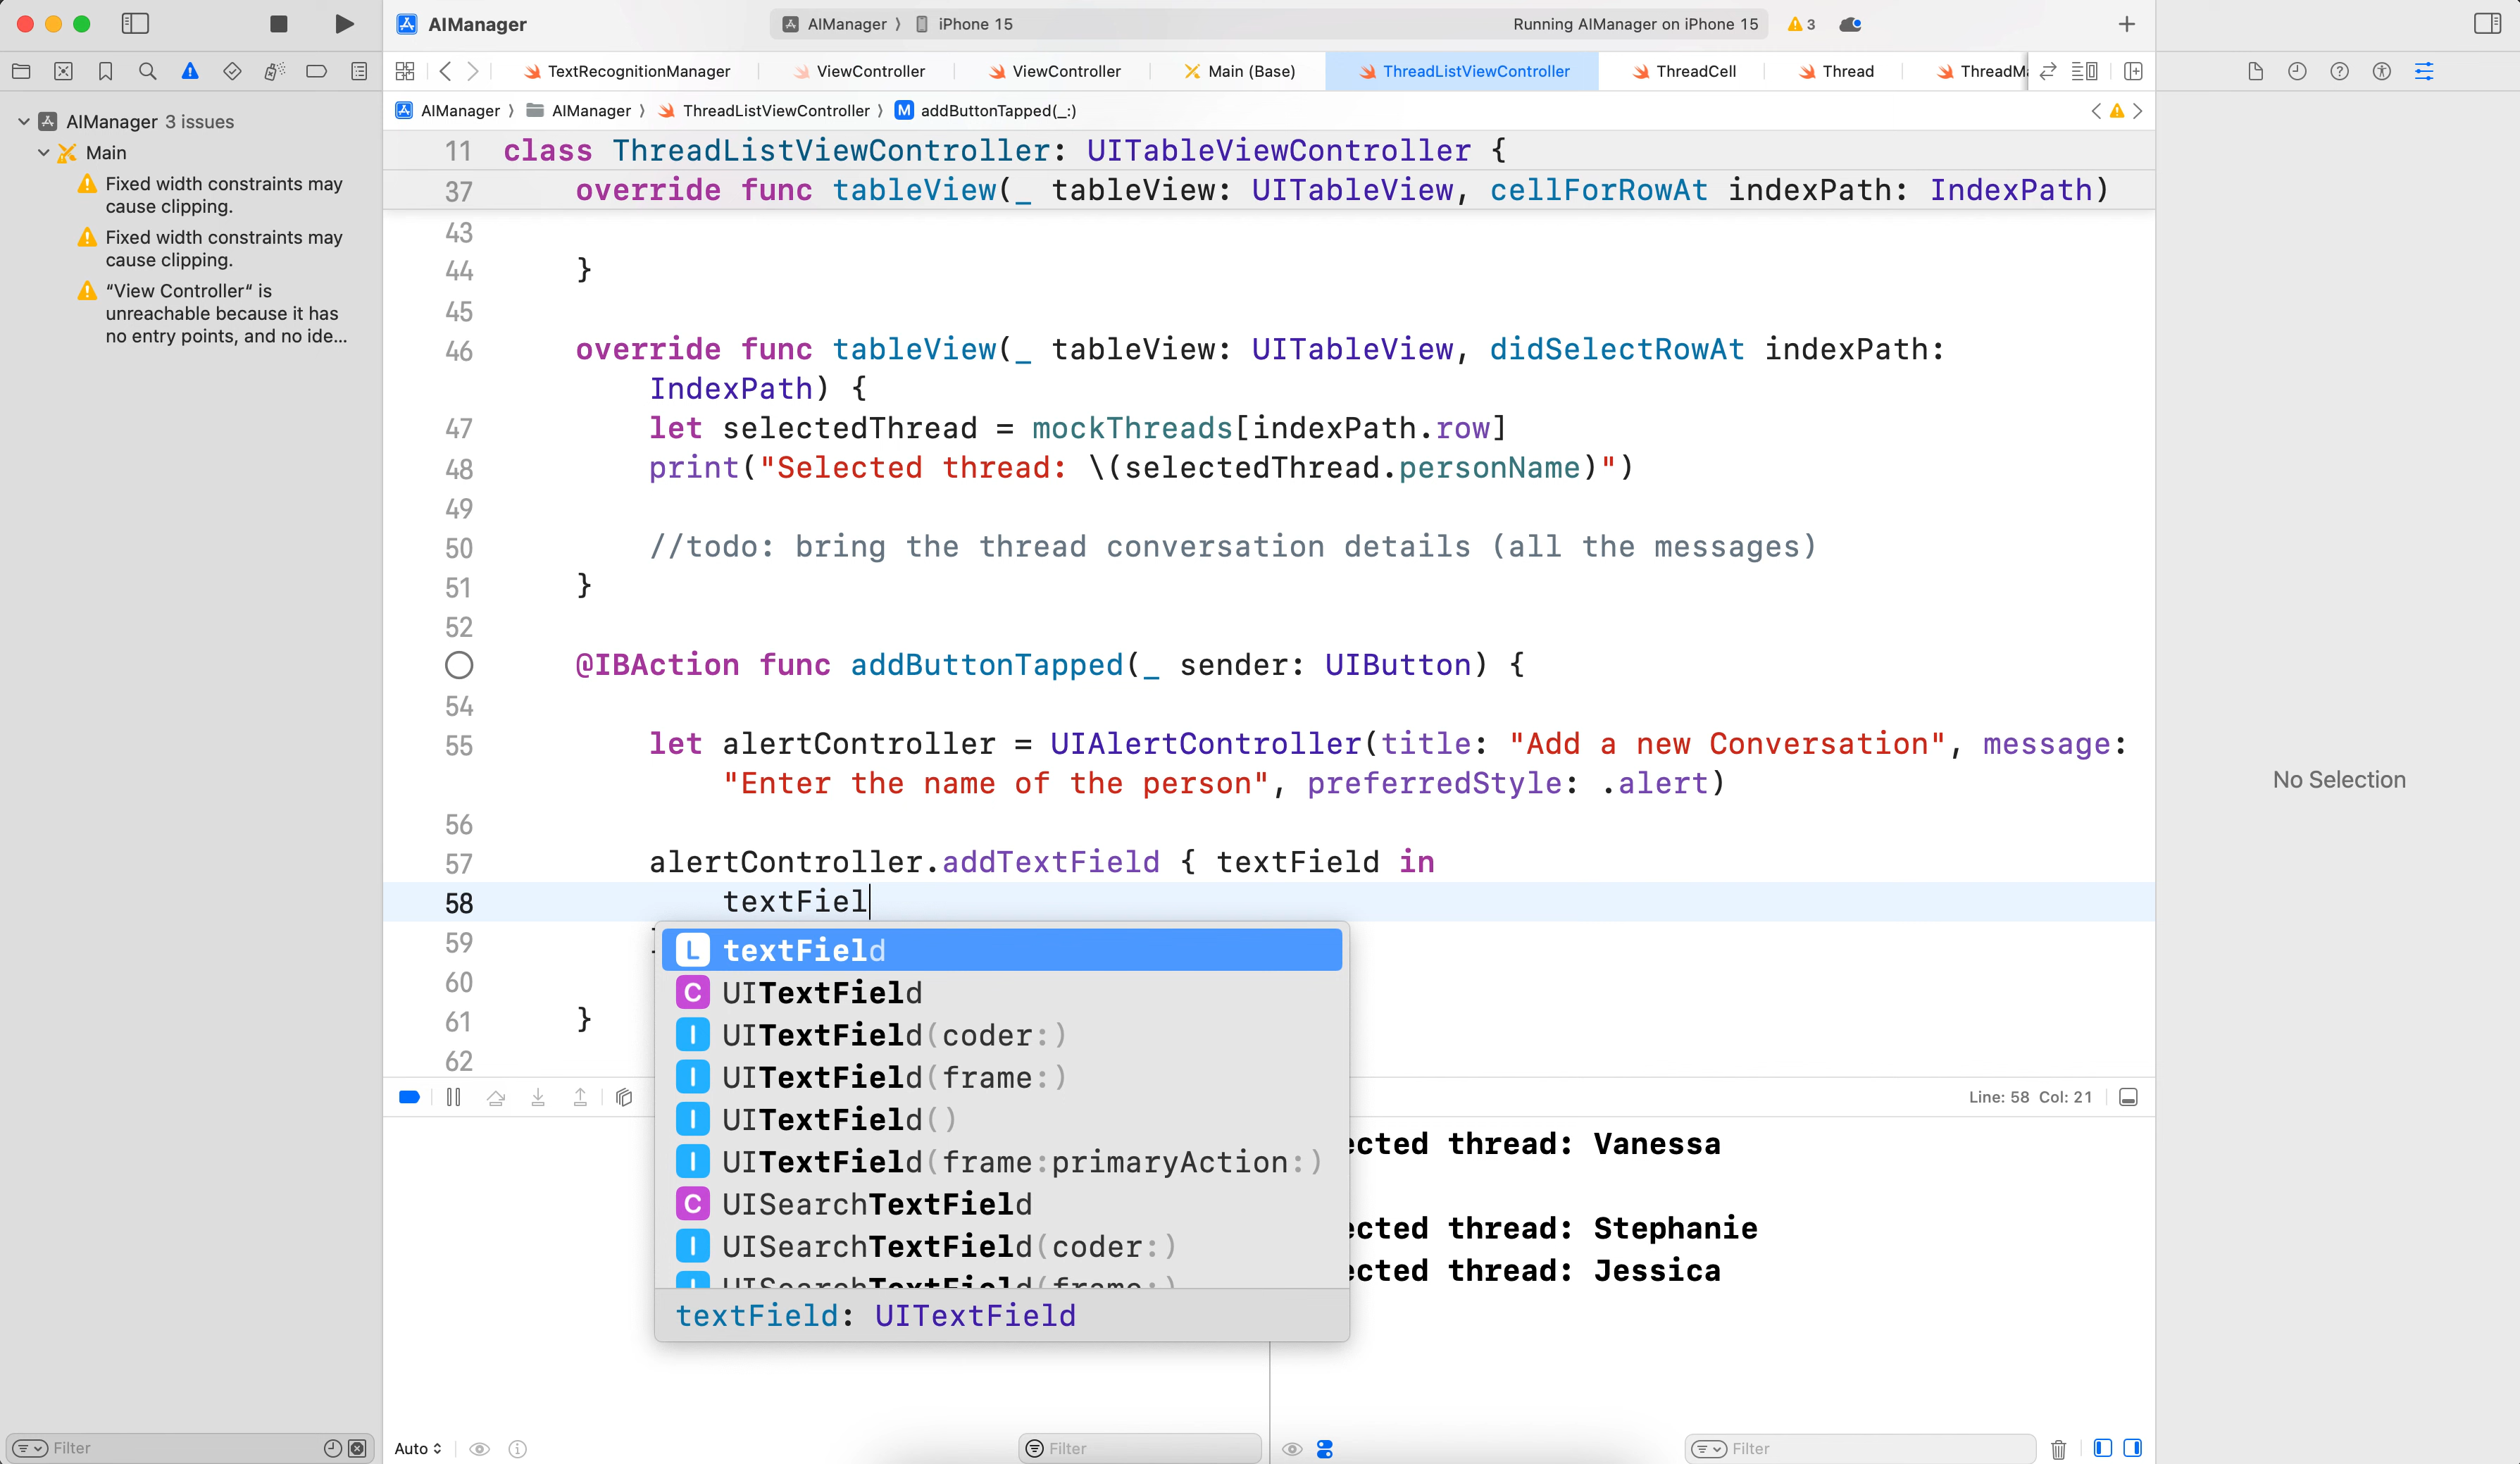 AIManager
AIManager 〉 iPhone 15
Running AIManager on iPhone 15
3
TextRecognitionManager
ViewController
ViewController
Main (Base)
ThreadListViewController
ThreadCell
Thread
AIManager 3 issues
Main
Fixed width constraints may
cause clipping.
Fixed width constraints may
cause clipping.
“View Controller“ is
unreachable because it has
no entry points, and no ide...
AIManager 〉 AIManager 〉 ThreadListViewController 〉 M addButtonTapped(_:)
11 class ThreadListViewController: UITableViewController {
37 override func tableView(_ tableView: UITableView, cellForRowAt indexPath: IndexPath)
43
44 }
45
46 override func tableView(_ tableView: UITableView, didSelectRowAt indexPath:
IndexPath) {
47 let selectedThread = mockThreads[indexPath.row]
48 print("Selected thread: \(selectedThread.personName)")
49
50 //todo: bring the thread conversation details (all the messages)
51 }
52
@IBAction func addButtonTapped(_ sender: UIButton) {
54
55 let alertController = UIAlertController(title: "Add a new Conversation", message:
"Enter the name of the person", preferredStyle: .alert)
56
57 alertController.addTextField { textField in
58 textFiel
59
60
61 }
62
L textField
C UITextField
I UITextField(coder:)
I UITextField(frame:)
I UITextField()
I UITextField(frame:primaryAction:)
C UISearchTextField
I UISearchTextField(coder:)
I UISearchTextField(frame:)
textField: UITextField
Line: 58 Col: 21
ected thread: Vanessa
ected thread: Stephanie
ected thread: Jessica
No Selection
Filter
Auto
Filter
Filter